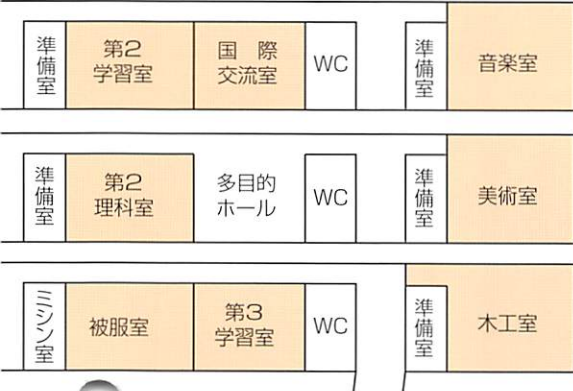 準備室
第2
学習室
国際
交流室
WC
準備室
音楽室
準備室
第2
理科室
多目的
ホール
WC
準備室
美術室
ミシン室
被服室
第3
学習室
WC
準備室
木工室